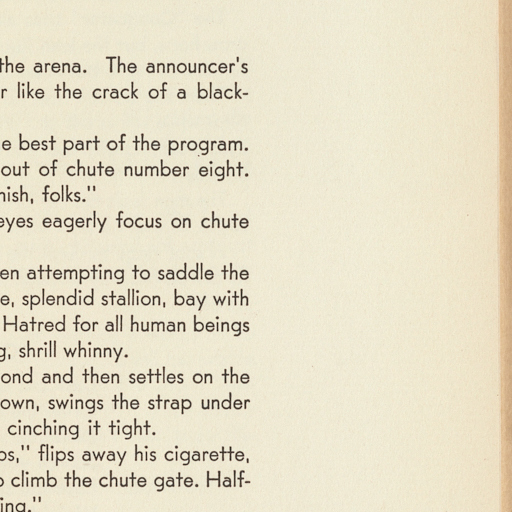 the arena. The announcer's
r like the crack of a black-
e best part of the program.
out of chute number eight.
nish, folks."
eyes eagerly focus on chute
en attempting to saddle the
e, splendid stallion, bay with
Hatred for all human beings
g, shrill whinny.
ond and then settles on the
own, swings the strap under
cinching it tight.
os," flips away his cigarette,
o climb the chute gate. Half-
ing."